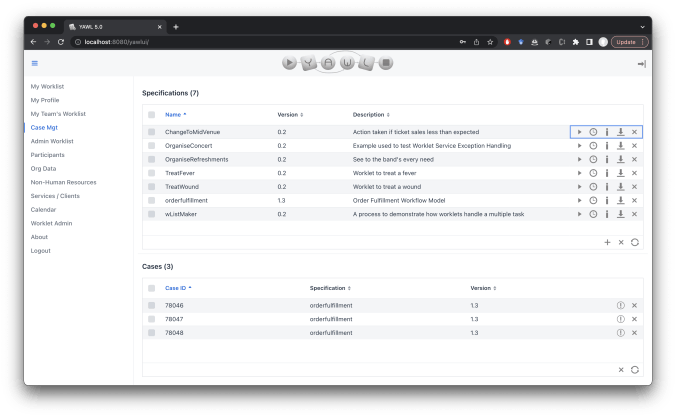 YAWL 5.0
localhost:8080/yawlui/
Update
Y A W L
My Worklist
My Profile
My Team's Worklist
Case Mgt
Admin Worklist
Participants
Org Data
Non-Human Resources
Services / Clients
Calendar
Worklet Admin
About
Logout
Specifications (7)
Name Version Description
ChangeToMidVenue 0.2 Action taken if ticket sales less than expected
OrganiseConcert 0.2 Example used to test Worklet Service Exception Handling
OrganiseRefreshments 0.2 See to the band's every need
TreatFever 0.2 Worklet to treat a fever
TreatWound 0.2 Worklet to treat a wound
orderfulfillment 1.3 Order Fulfillment Workflow Model
wListMaker 0.2 A process to demonstrate how worklets handle a multiple task
Cases (3)
Case ID Specification Version
78046 orderfulfillment 1.3
78047 orderfulfillment 1.3
78048 orderfulfillment 1.3